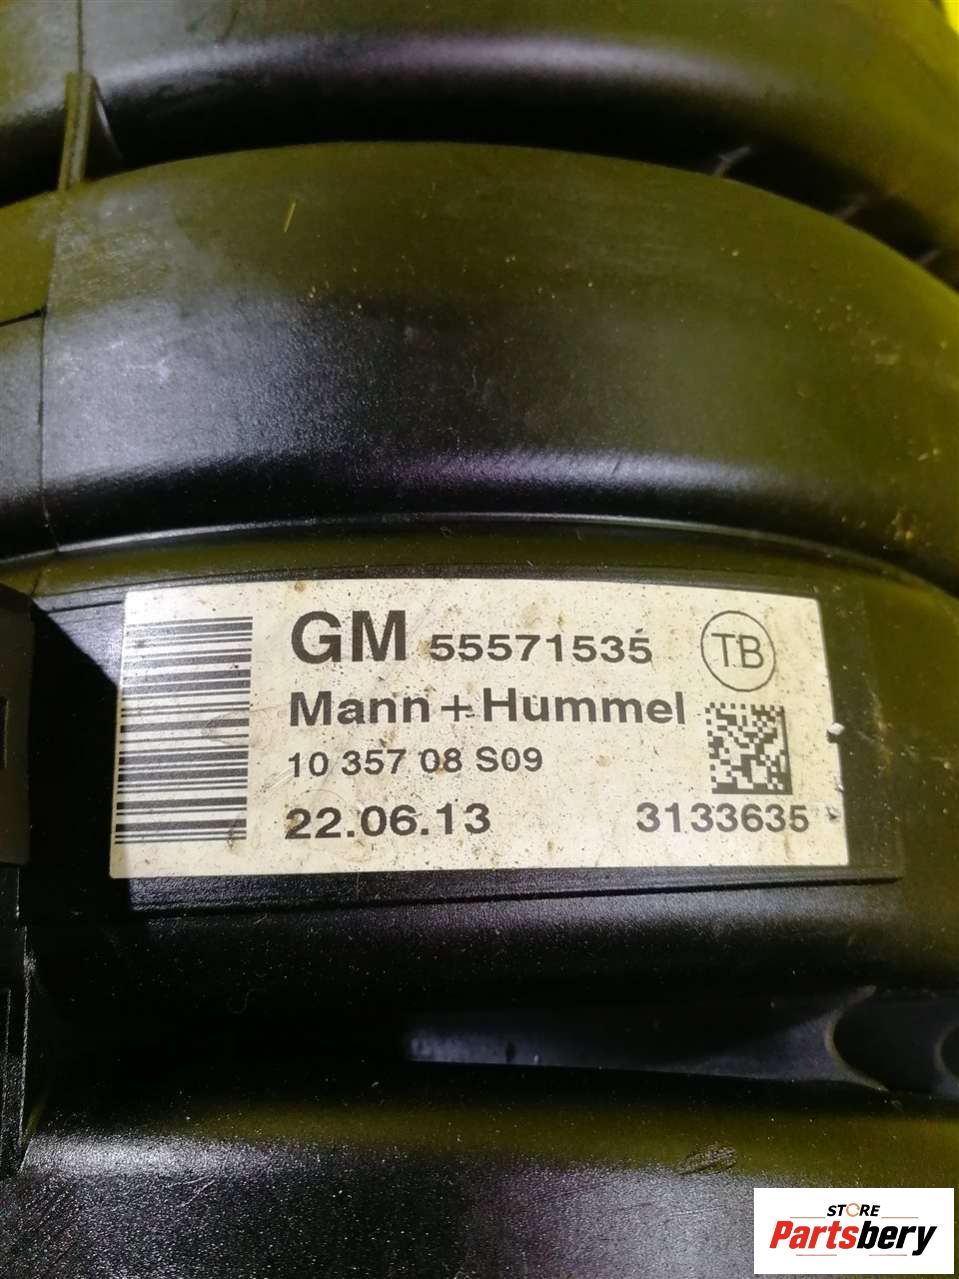 GM 55571535 TB
Mann+Hummel
10 357 08 S09
22.06.13 3133635
STORE
Partsbery